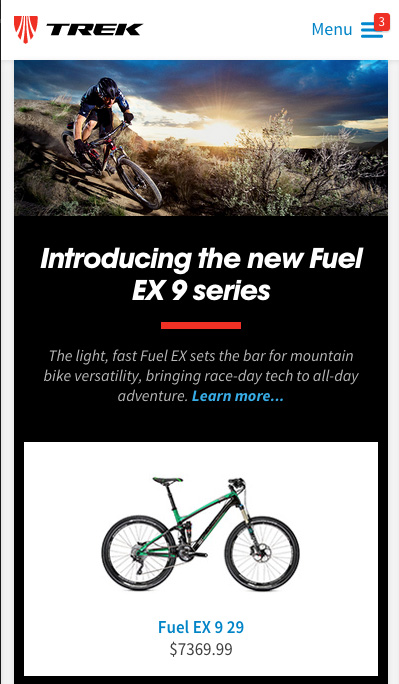 TREK
Menu
3
Introducing the new Fuel
EX 9 series
The light, fast Fuel EX sets the bar for mountain
bike versatility, bringing race-day tech to all-day
adventure. Learn more...
Fuel EX 9 29
$7369.99